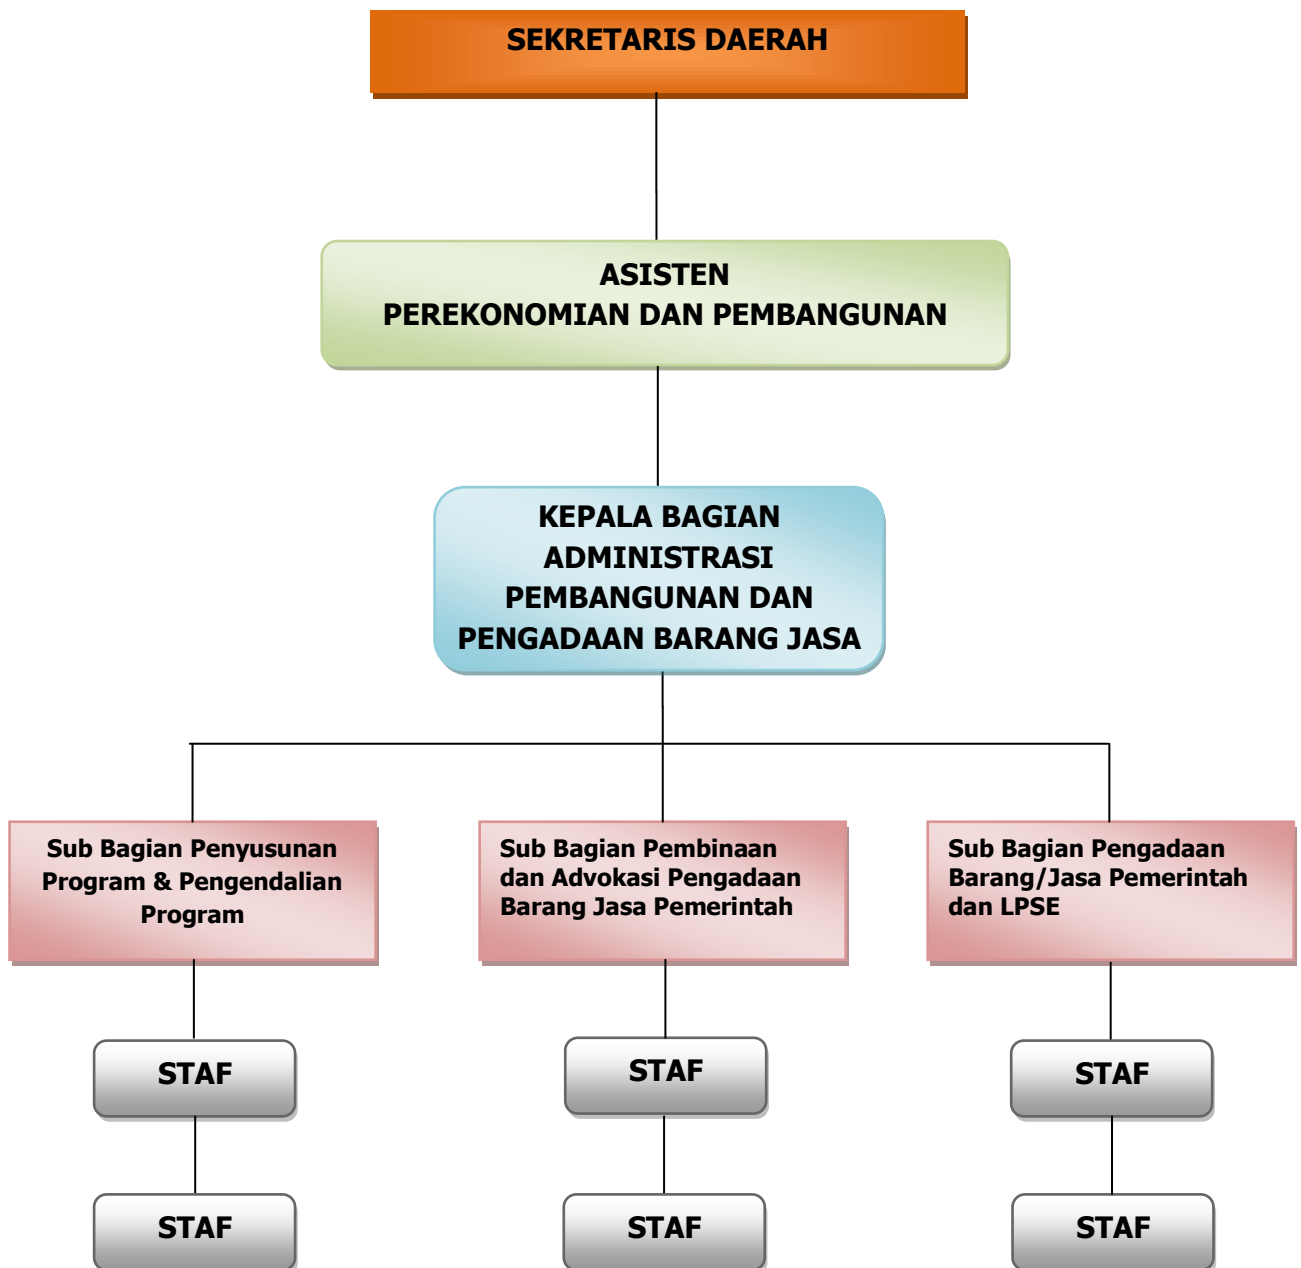 SEKRETARIS DAERAH
ASISTEN
PEREKONOMIAN DAN PEMBANGUNAN
KEPALA BAGIAN
ADMINISTRASI
PEMBANGUNAN DAN
PENGADAAN BARANG JASA
Sub Bagian Penyusunan
Program & Pengendalian
Program
Sub Bagian Pembinaan
dan Advokasi Pengadaan
Barang Jasa Pemerintah
Sub Bagian Pengadaan
Barang/Jasa Pemerintah
dan LPSE
STAF
STAF
STAF
STAF
STAF
STAF